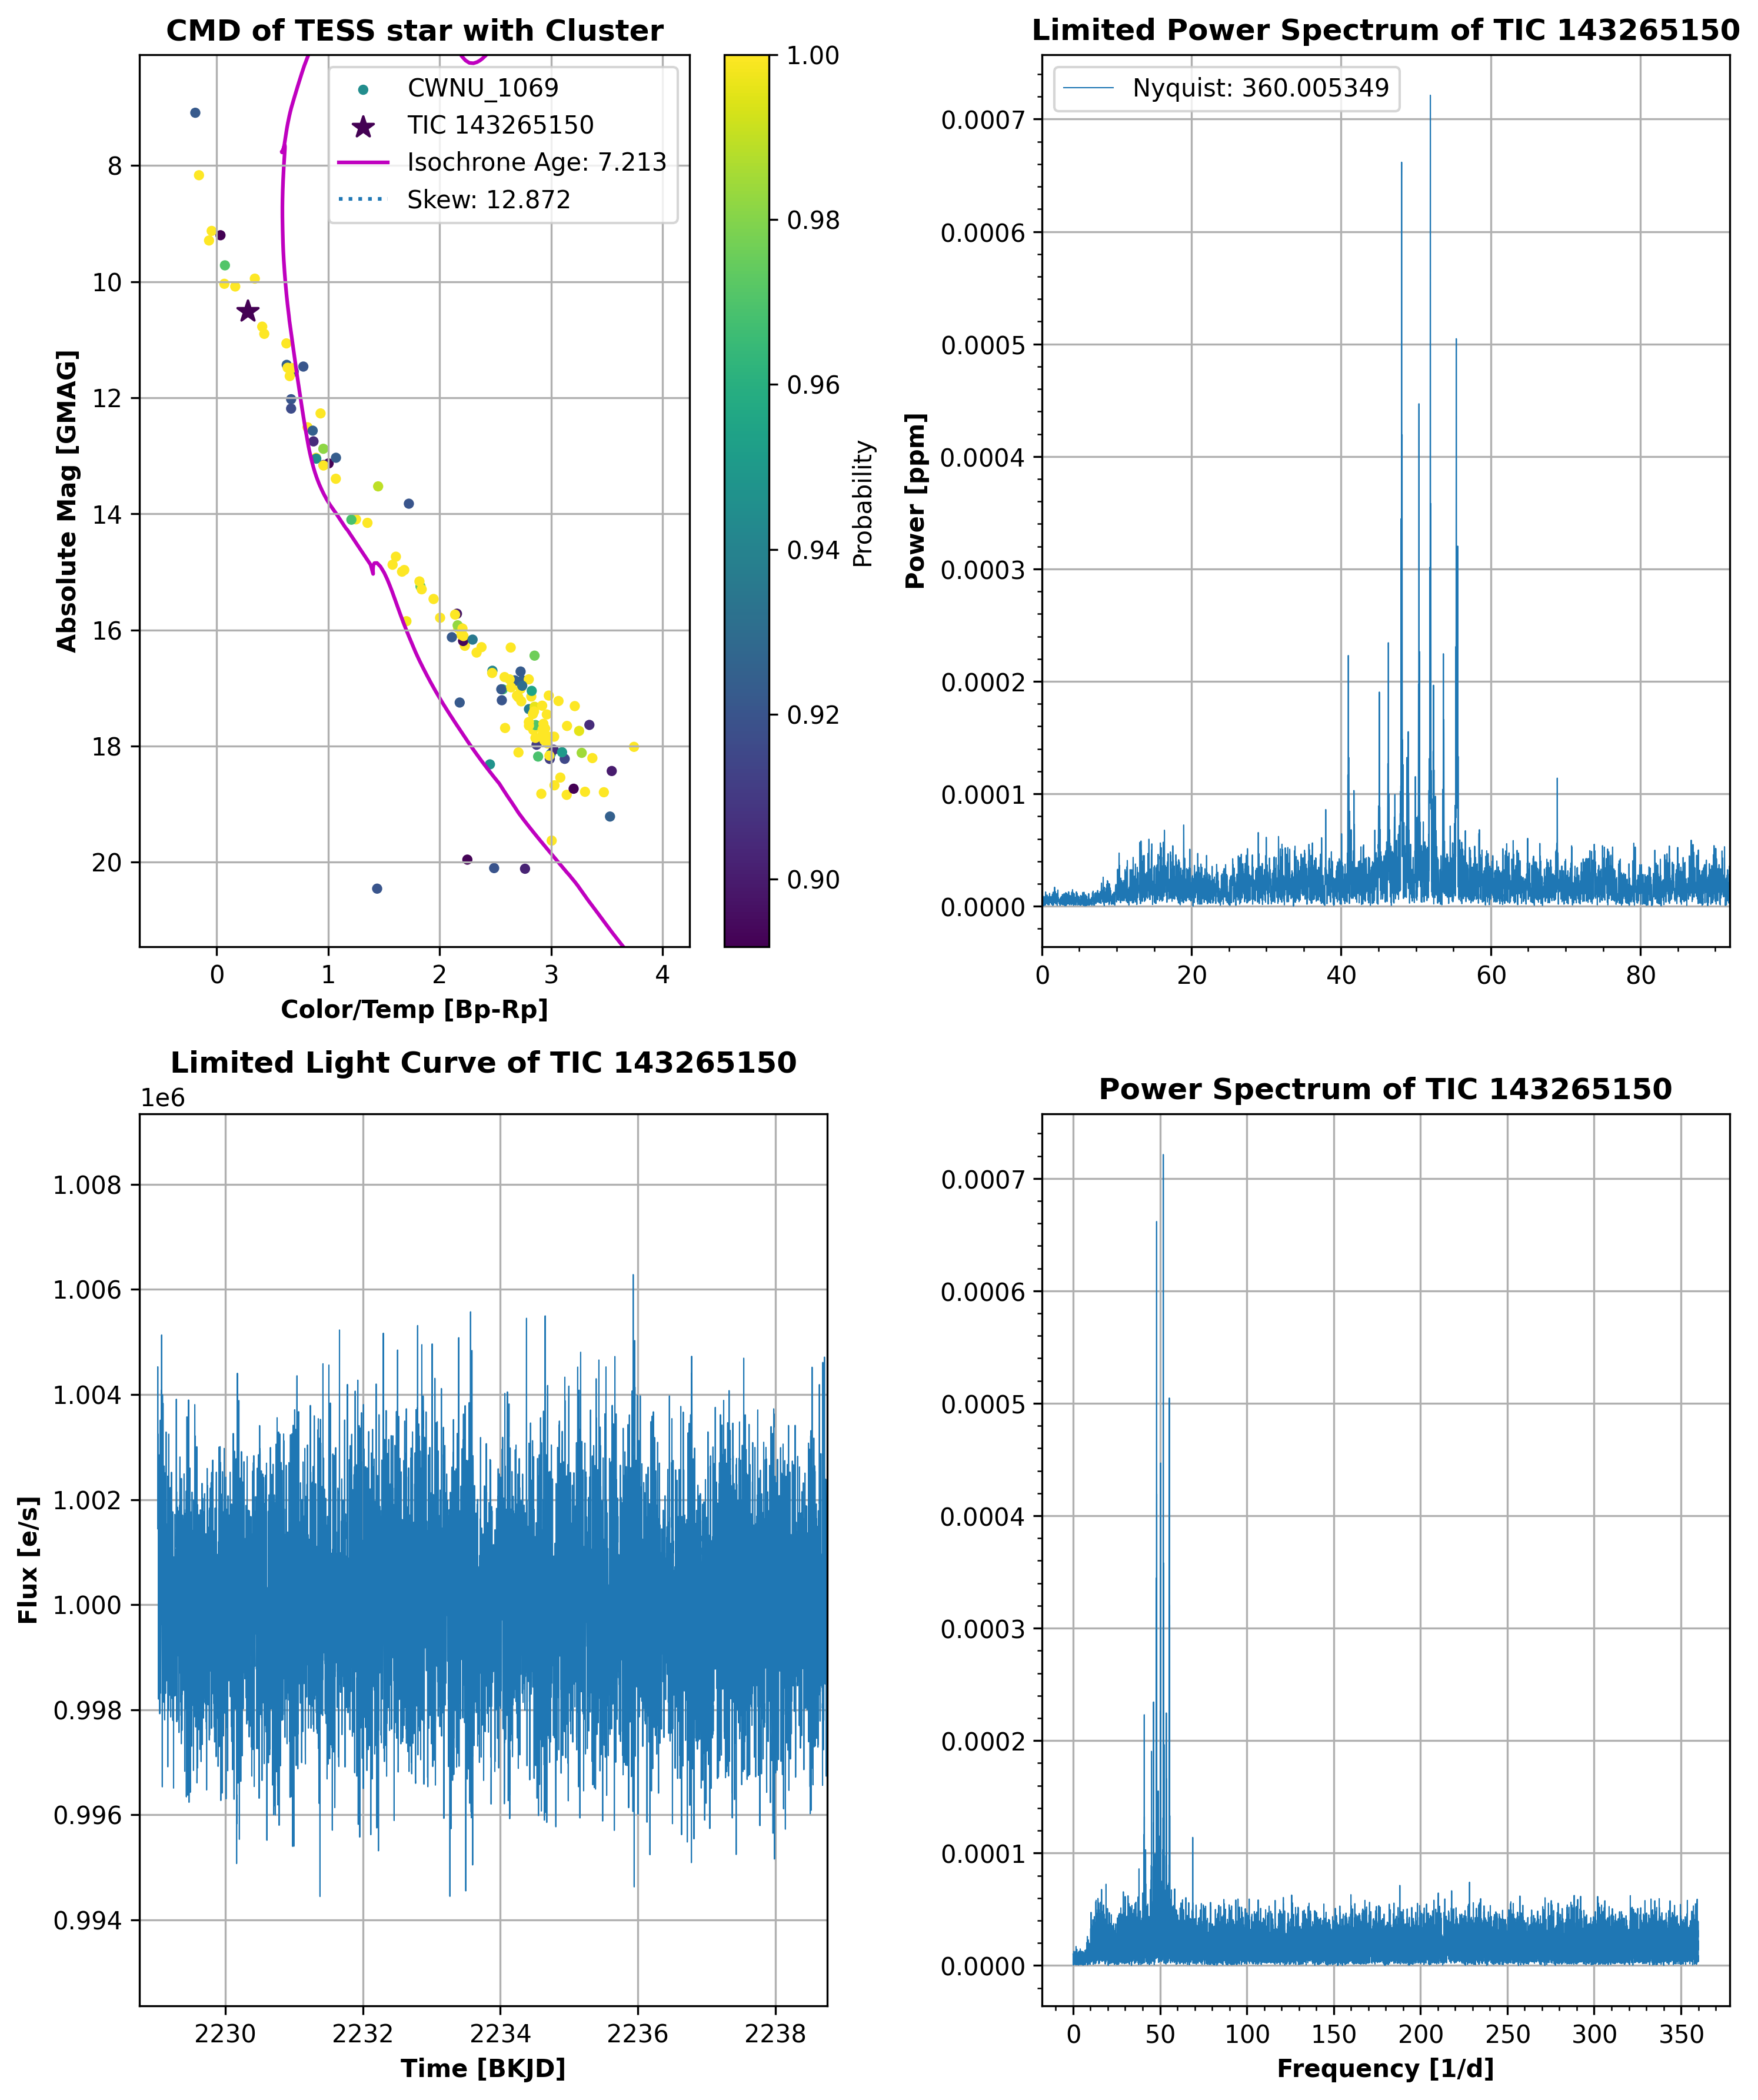 CMD of TESS star with Cluster
CWNU_1069
TIC 143265150
Isochrone Age: 7.213
Skew: 12.872
8
10
12
14
16
18
20
0 1 2 3 4
Absolute Mag [GMAG]
Color/Temp [Bp-Rp]
1.00
0.98
0.96
0.94
0.92
0.90
Probability
Limited Power Spectrum of TIC 143265150
Nyquist: 360.005349
0.0007
0.0006
0.0005
0.0004
0.0003
0.0002
0.0001
0.0000
0 20 40 60 80
Power [ppm]
Limited Light Curve of TIC 143265150
1e6
1.008
1.006
1.004
1.002
1.000
0.998
0.996
0.994
2230 2232 2234 2236 2238
Flux [e/s]
Time [BKJD]
Power Spectrum of TIC 143265150
0.0007
0.0006
0.0005
0.0004
0.0003
0.0002
0.0001
0.0000
0 50 100 150 200 250 300 350
Frequency [1/d]